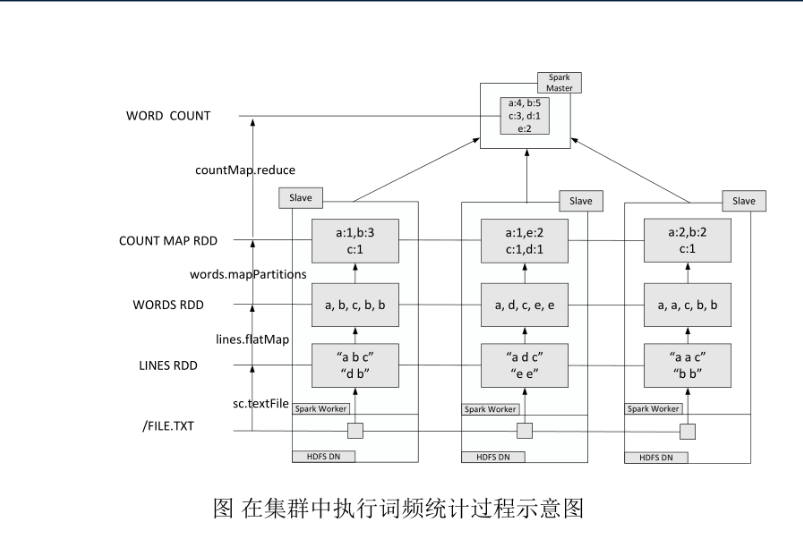 Spark
Master
WORD COUNT
a:4, b:5
c:3, d:1
e:2
countMap.reduce
Slave
Slave
Slave
COUNT MAP RDD
a:1,b:3
c:1
a:1,e:2
c:1,d:1
a:2,b:2
c:1
words.mapPartitions
WORDS RDD
a, b, c, b, b
a, d, c, e, e
a, a, c, b, b
lines.flatMap
LINES RDD
“a b c”
“d b”
“a d c”
“e e”
“a a c”
“b b”
sc.textFile
Spark Worker
Spark Worker
Spark Worker
/FILE.TXT
HDFS DN
HDFS DN
HDFS DN
图 在集群中执行词频统计过程示意图